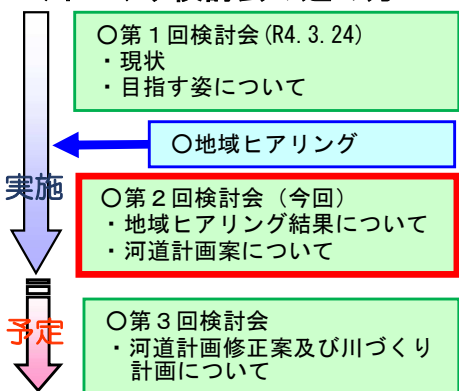 〇第１回検討会(R4.3.24)
・現状
・目指す姿について
〇地域ヒアリング
実施
〇第２回検討会（今回）
・地域ヒアリング結果について
・河道計画案について
予定
〇第３回検討会
・河道計画修正案及び川づくり
計画について